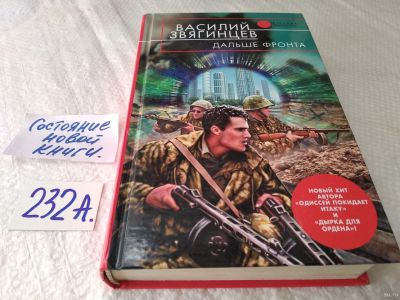 ВАСИЛИЙ
ЗВЯГИНЦЕВ
ДАЛЬШЕ ФРОНТА
Состояние
новой
книги.
232А.
НОВЫЙ ХИТ
АВТОРА
«ОДИССЕЙ ПОКИДАЕТ
ИТАКУ»
И
«ДЫРКА ДЛЯ
ОРДЕНА»!